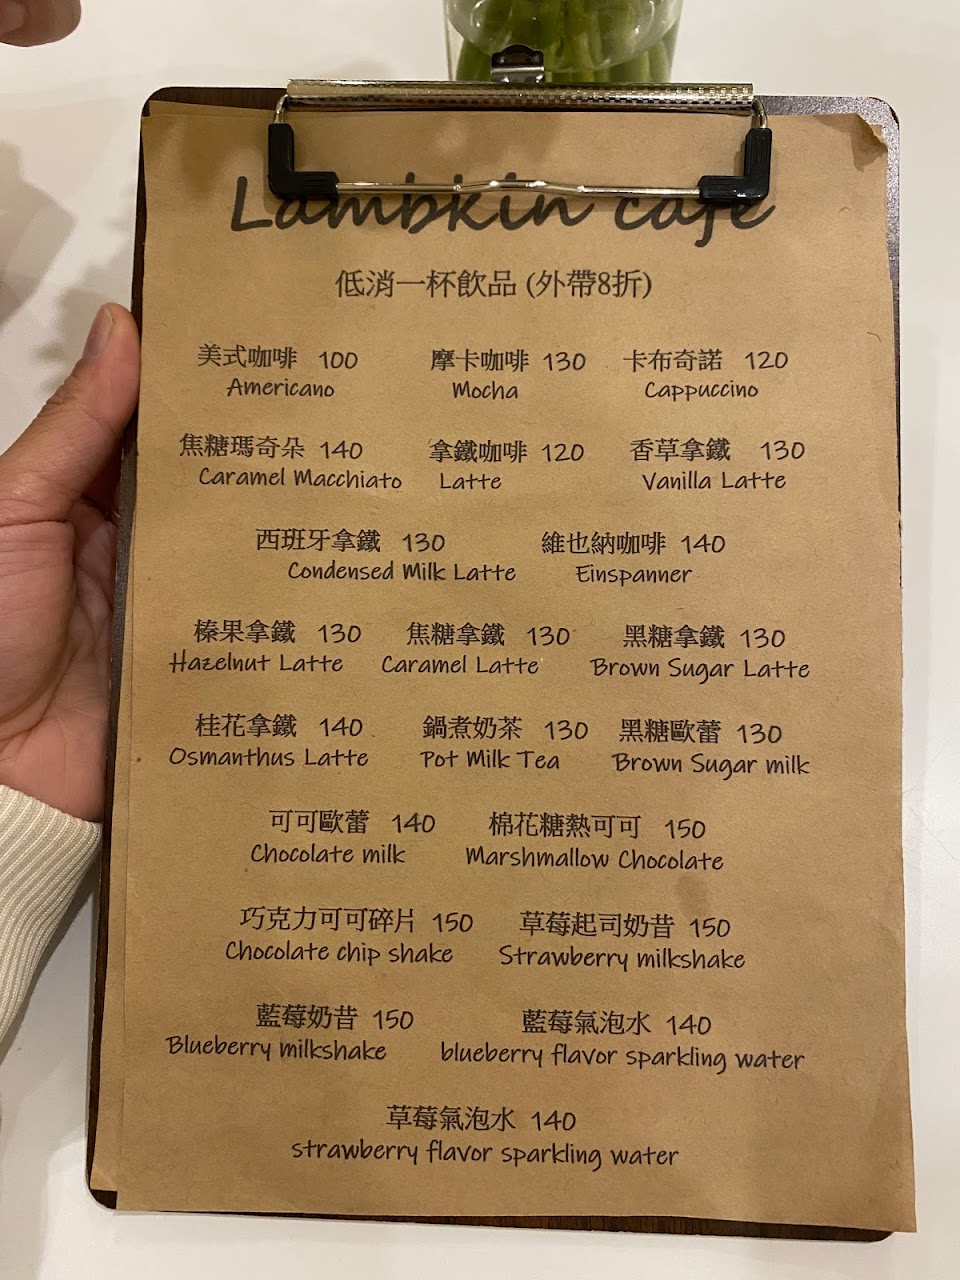 Lambkin cafe
低消一杯飲品 (外帶8折)
美式咖啡 100 摩卡咖啡 130 卡布奇諾 120
Americano Mocha Cappuccino
焦糖瑪奇朵 140 拿鐵咖啡 120 香草拿鐵 130
Caramel Macchiato Latte Vanilla Latte
西班牙拿鐵 130 維也納咖啡 140
Condensed Milk Latte Einspanner
榛果拿鐵 130 焦糖拿鐵 130 黑糖拿鐵 130
Hazelnut Latte Caramel Latte Brown Sugar Latte
桂花拿鐵 140 鍋煮奶茶 130 黑糖歐蕾 130
Osmanthus Latte Pot Milk Tea Brown Sugar milk
可可歐蕾 140 棉花糖熱可可 150
Chocolate milk Marshmallow Chocolate
巧克力可可碎片 150 草莓起司奶昔 150
Chocolate chip shake Strawberry milkshake
藍莓奶昔 150 藍莓氣泡水 140
Blueberry milkshake blueberry flavor sparkling water
草莓氣泡水 140
strawberry flavor sparkling water